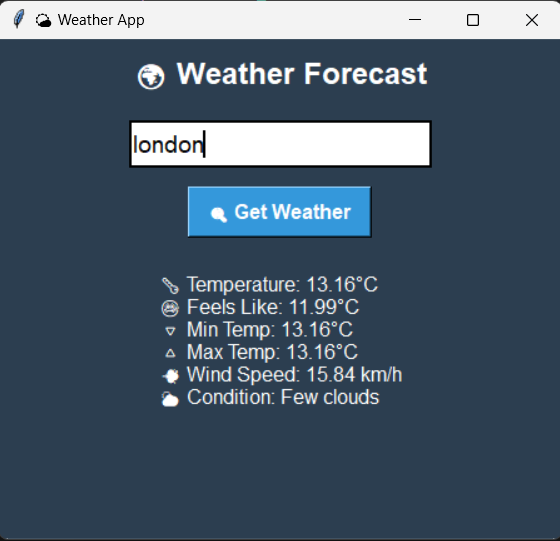 Weather App
Weather Forecast
london
Get Weather
Temperature: 13.16°C
Feels Like: 11.99°C
Min Temp: 13.16°C
Max Temp: 13.16°C
Wind Speed: 15.84 km/h
Condition: Few clouds